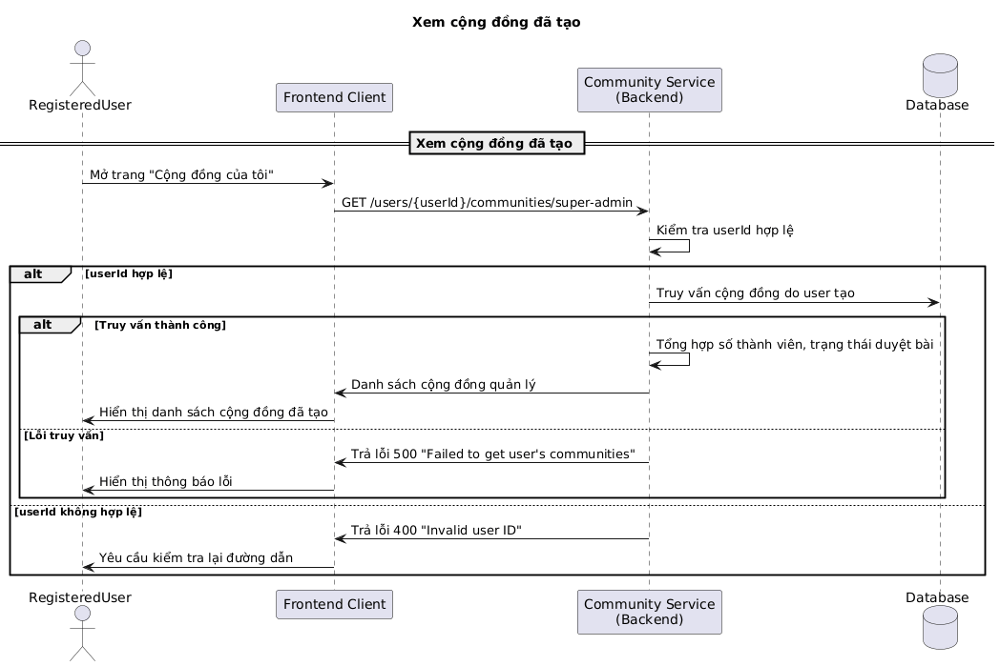 Xem cộng đồng đã tạo
RegisteredUser
Frontend Client
Community Service
(Backend)
Database
Xem cộng đồng đã tạo
Mở trang "Cộng đồng của tôi"
GET /users/{userId}/communities/super-admin
Kiểm tra userId hợp lệ
alt
[userId hợp lệ]
Truy vấn cộng đồng do user tạo
alt
[Truy vấn thành công]
Tổng hợp số thành viên, trạng thái duyệt bài
Danh sách cộng đồng quản lý
Hiển thị danh sách cộng đồng đã tạo
[Lỗi truy vấn]
Trả lỗi 500 "Failed to get user's communities"
Hiển thị thông báo lỗi
[userId không hợp lệ]
Trả lỗi 400 "Invalid user ID"
Yêu cầu kiểm tra lại đường dẫn
RegisteredUser
Frontend Client
Community Service
(Backend)
Database